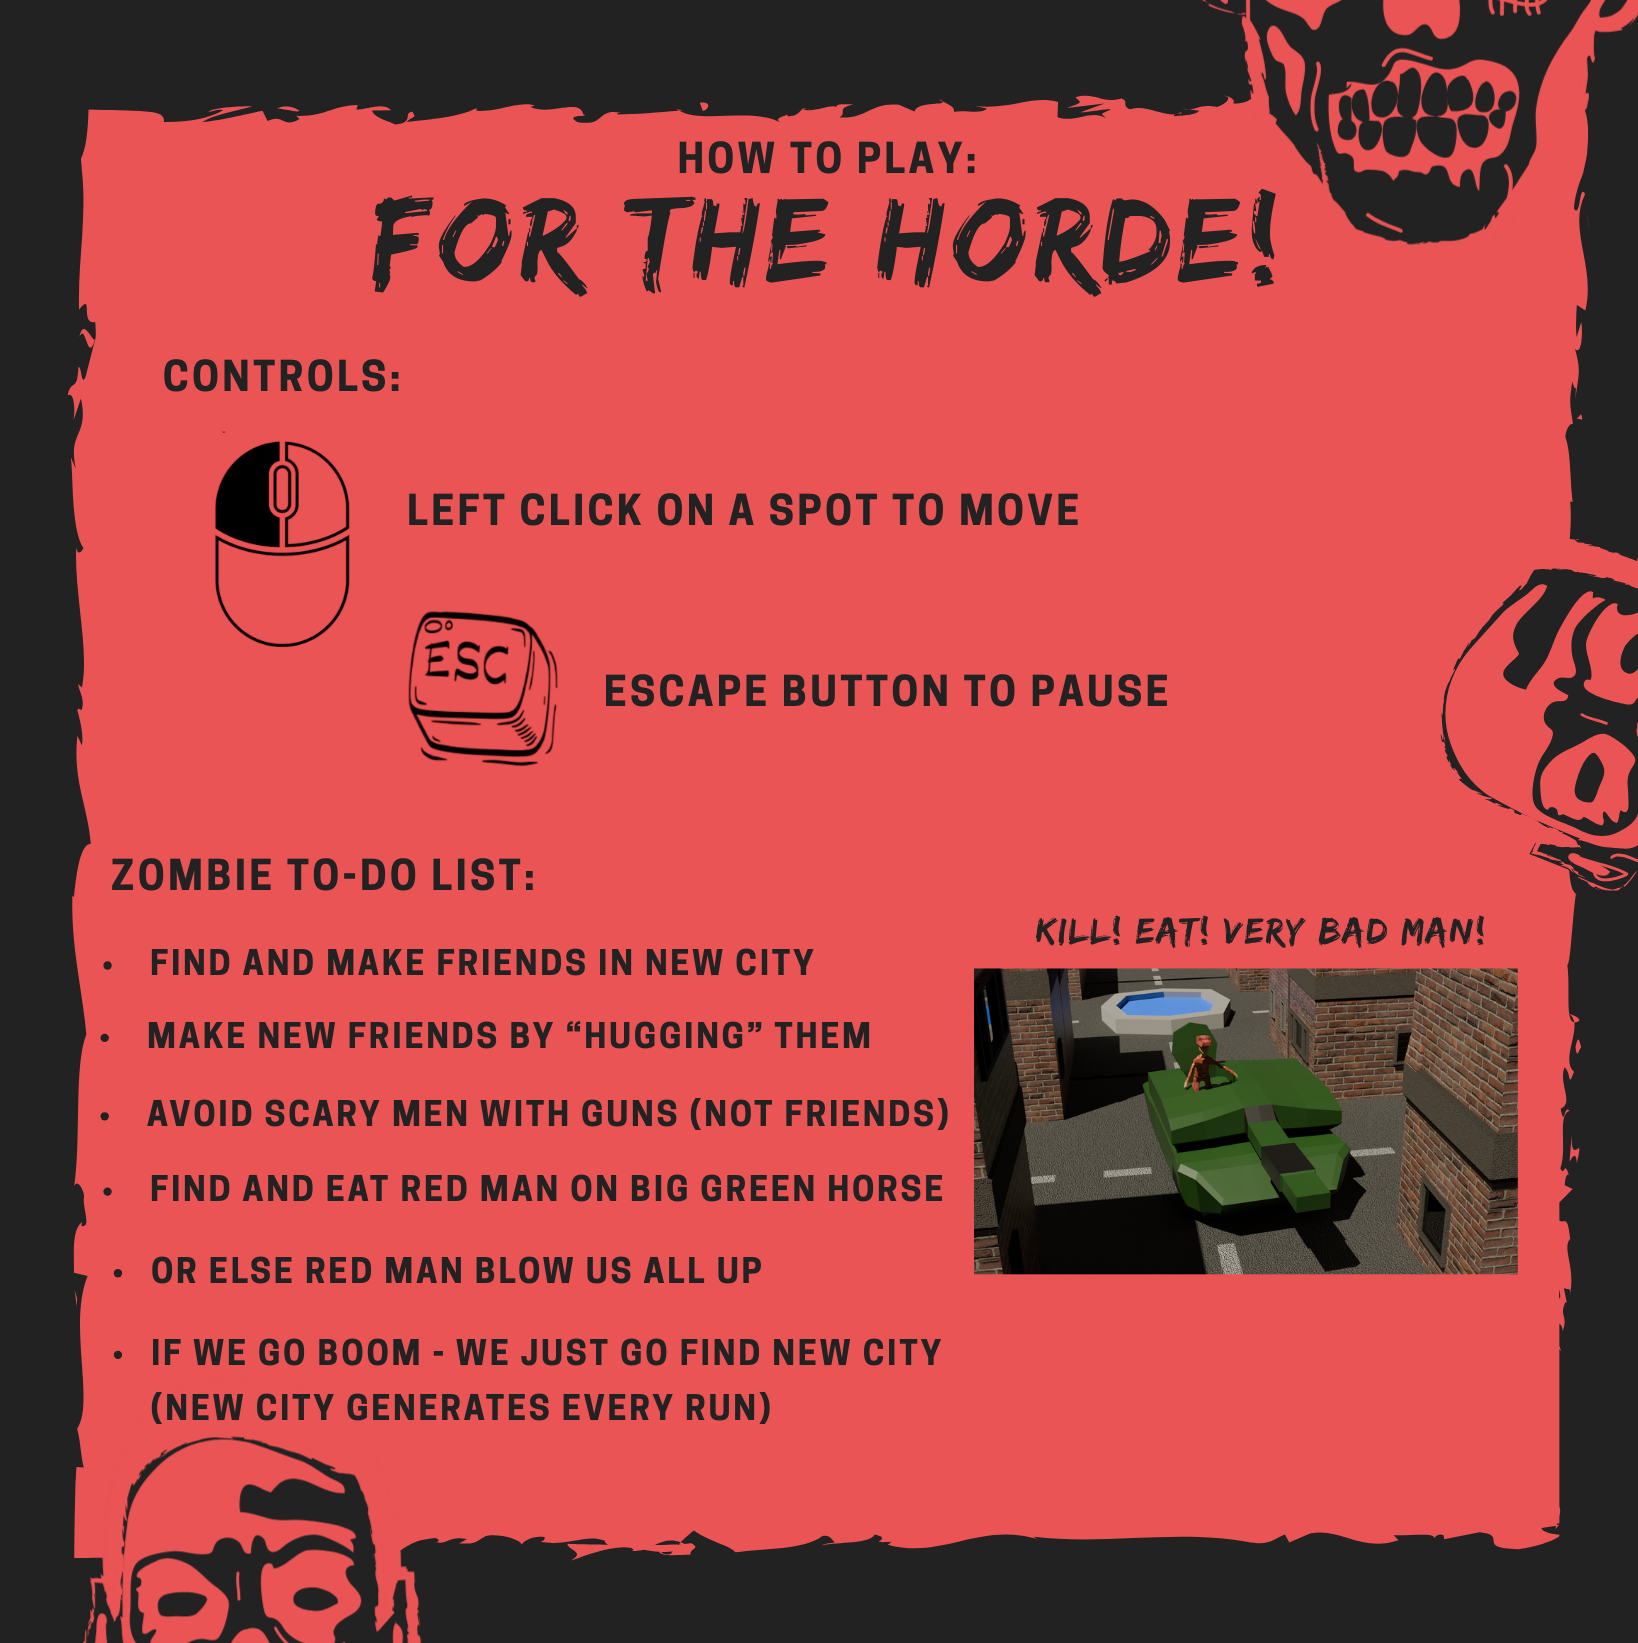 HOW TO PLAY:
FOR THE HORDE!
CONTROLS:
LEFT CLICK ON A SPOT TO MOVE
ESC
ESCAPE BUTTON TO PAUSE
ZOMBIE TO-DO LIST:
• FIND AND MAKE FRIENDS IN NEW CITY
• MAKE NEW FRIENDS BY “HUGGING” THEM
• AVOID SCARY MEN WITH GUNS (NOT FRIENDS)
• FIND AND EAT RED MAN ON BIG GREEN HORSE
• OR ELSE RED MAN BLOW US ALL UP
• IF WE GO BOOM - WE JUST GO FIND NEW CITY
(NEW CITY GENERATES EVERY RUN)
KILL! EAT! VERY BAD MAN!